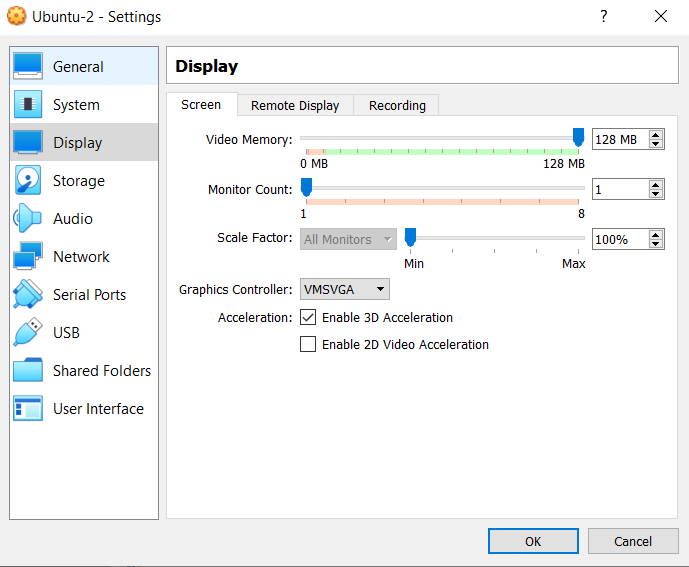 Ubuntu-2 - Settings ?
General
System
Display
Storage
Audio
Network
Serial Ports
USB
Shared Folders
User Interface
Display
Screen Remote Display Recording
Video Memory: 128 MB
0 MB 128 MB
Monitor Count: 1
1 8
Scale Factor: All Monitors 100%
Min Max
Graphics Controller: VMSVGA
Acceleration: Enable 3D Acceleration
Enable 2D Video Acceleration
OK Cancel